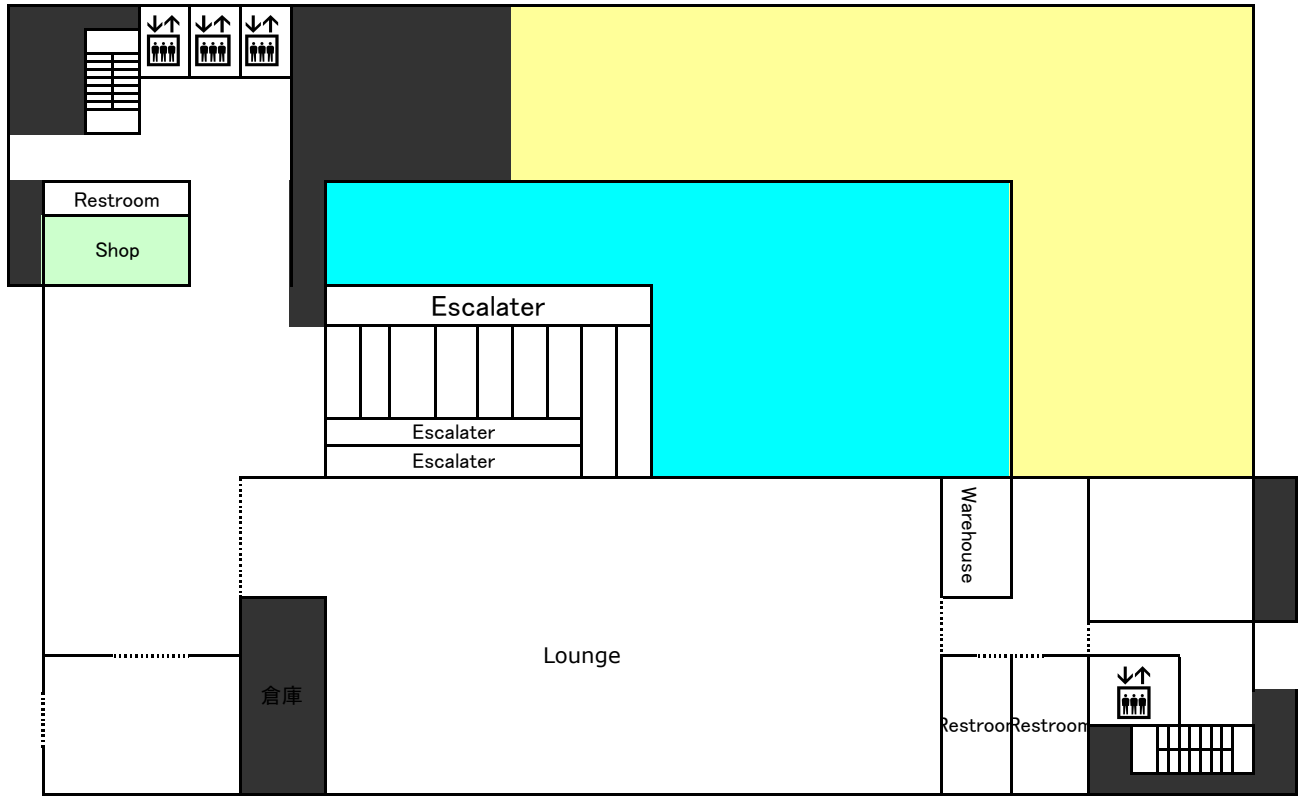 Restroom
Shop
Escalater
Escalater
Escalater
Warehouse
Lounge
倉庫
Restroom
Restroom